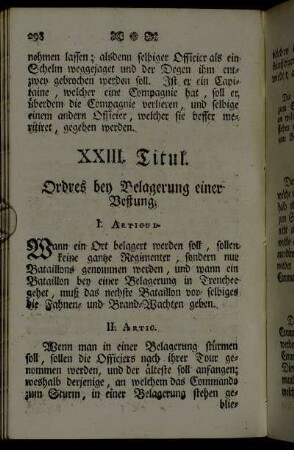 298
nohmen lassen; alsdenn selbiger Officier als ein
Schelm weggejaget und der Degen ihm ent-
zwey gebrochen werden soll. Ist er ein Capi-
taine, welcher eine Compagnie hat, soll er
überdem die Compagnie verlieren, und selbige
einem andern Officier, welcher sie besser me-
ritiret, gegeben werden.
XXIII. Titul.
Ordres bey Belagerung einer
Vestung.
I. ARTICUL.
Wann ein Ort belagert werden soll, sollen
keine gantze Regimenter, sondern nur
Bataillons genommen werden, und wann ein
Bataillon bey einer Belagerung in Trenchee
gehet, muß das nechste Bataillon vor selbiges
die Fahnen- und Brand-Wachten geben.
II. ARTIC.
Wenn man in einer Belagerung stürmen
soll, sollen die Officiers nach ihrer Tour ge-
nommen werden, und der älteste soll anfangen;
weshalb derjenige, an welchem das Commando
zum Sturm, in einer Belagerung stehen ge-
blie-